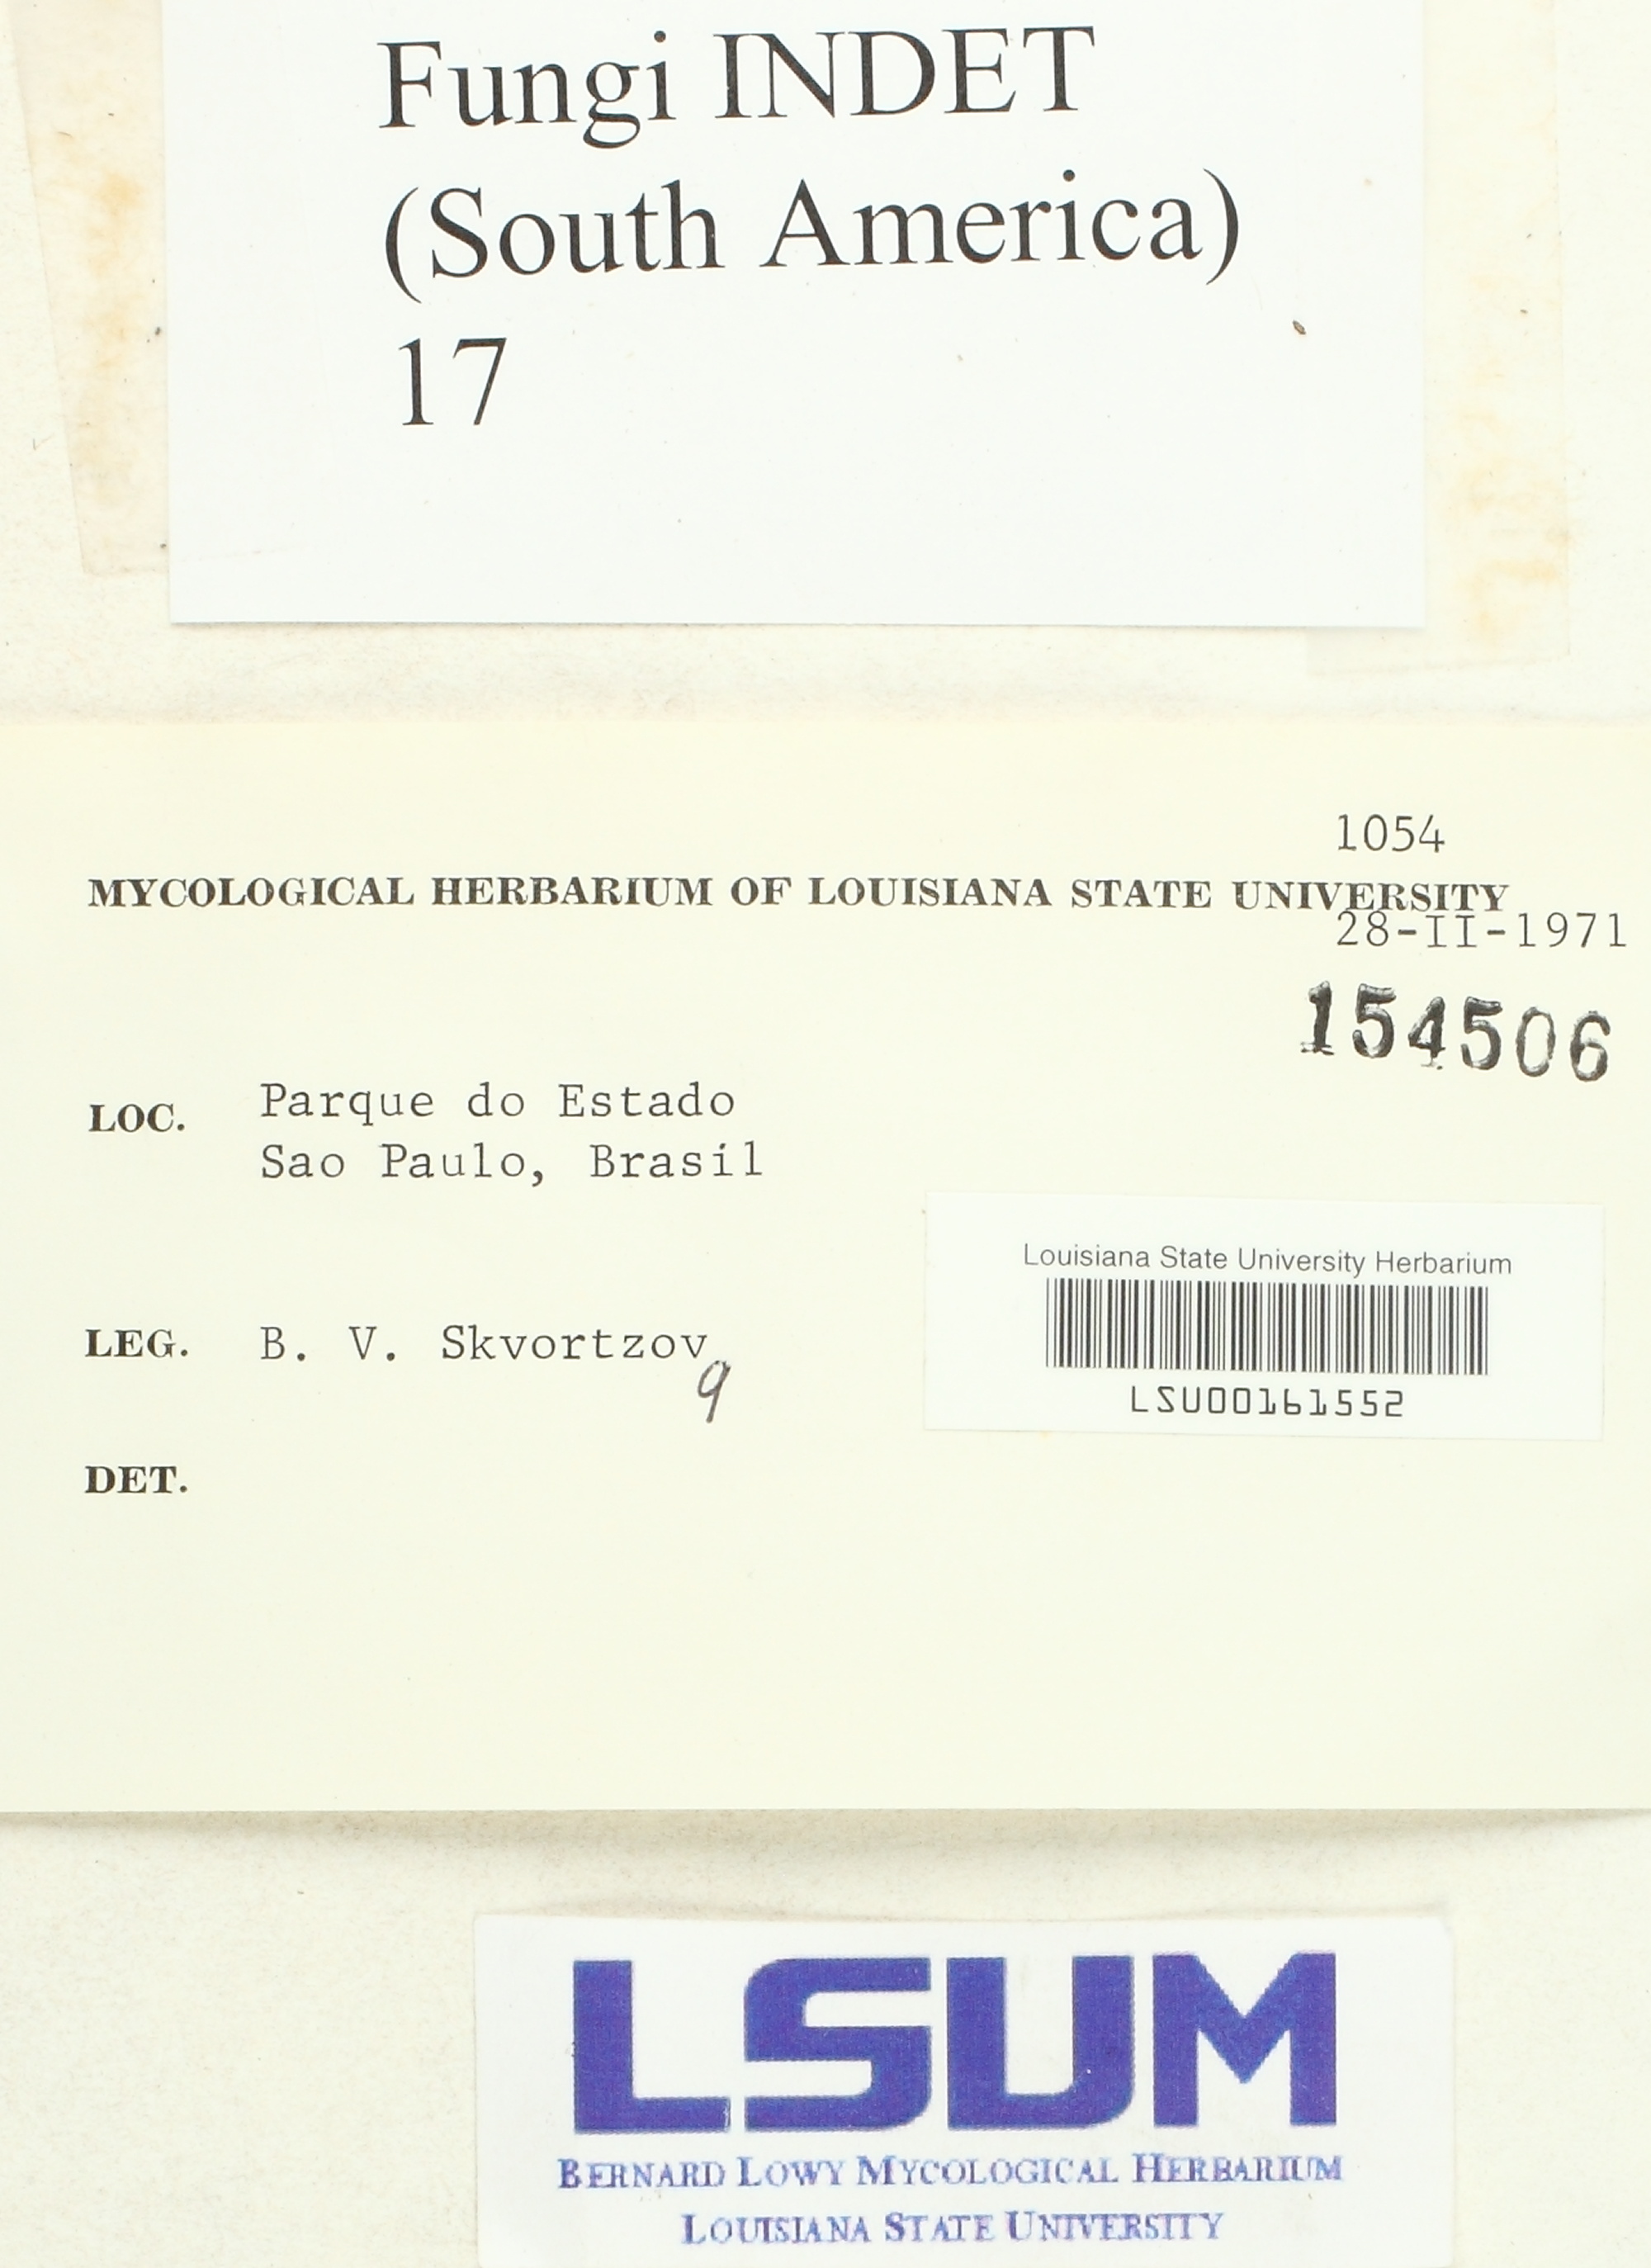 Fungi INDET
(South America)
17
1054
MYCOLOGICAL HERBARIUM OF LOUISIANA STATE UNIVERSITY
28-II-1971
154506
LOC. Parque do Estado
Sao Paulo, Brasil
Louisiana State University Herbarium
LSU00161552
LEG. B. V. Skvortzov
9
DET.
LSUM
BERNARD LOWY MYCOLOGICAL HERBARIUM
LOUISIANA STATE UNIVERSITY